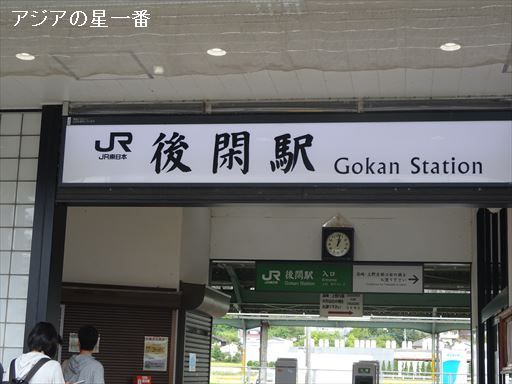 アジアの星一番
JR
JR東日本
後閑駅 Gokan Station
JR 後閑駅 入口
Gokan Station